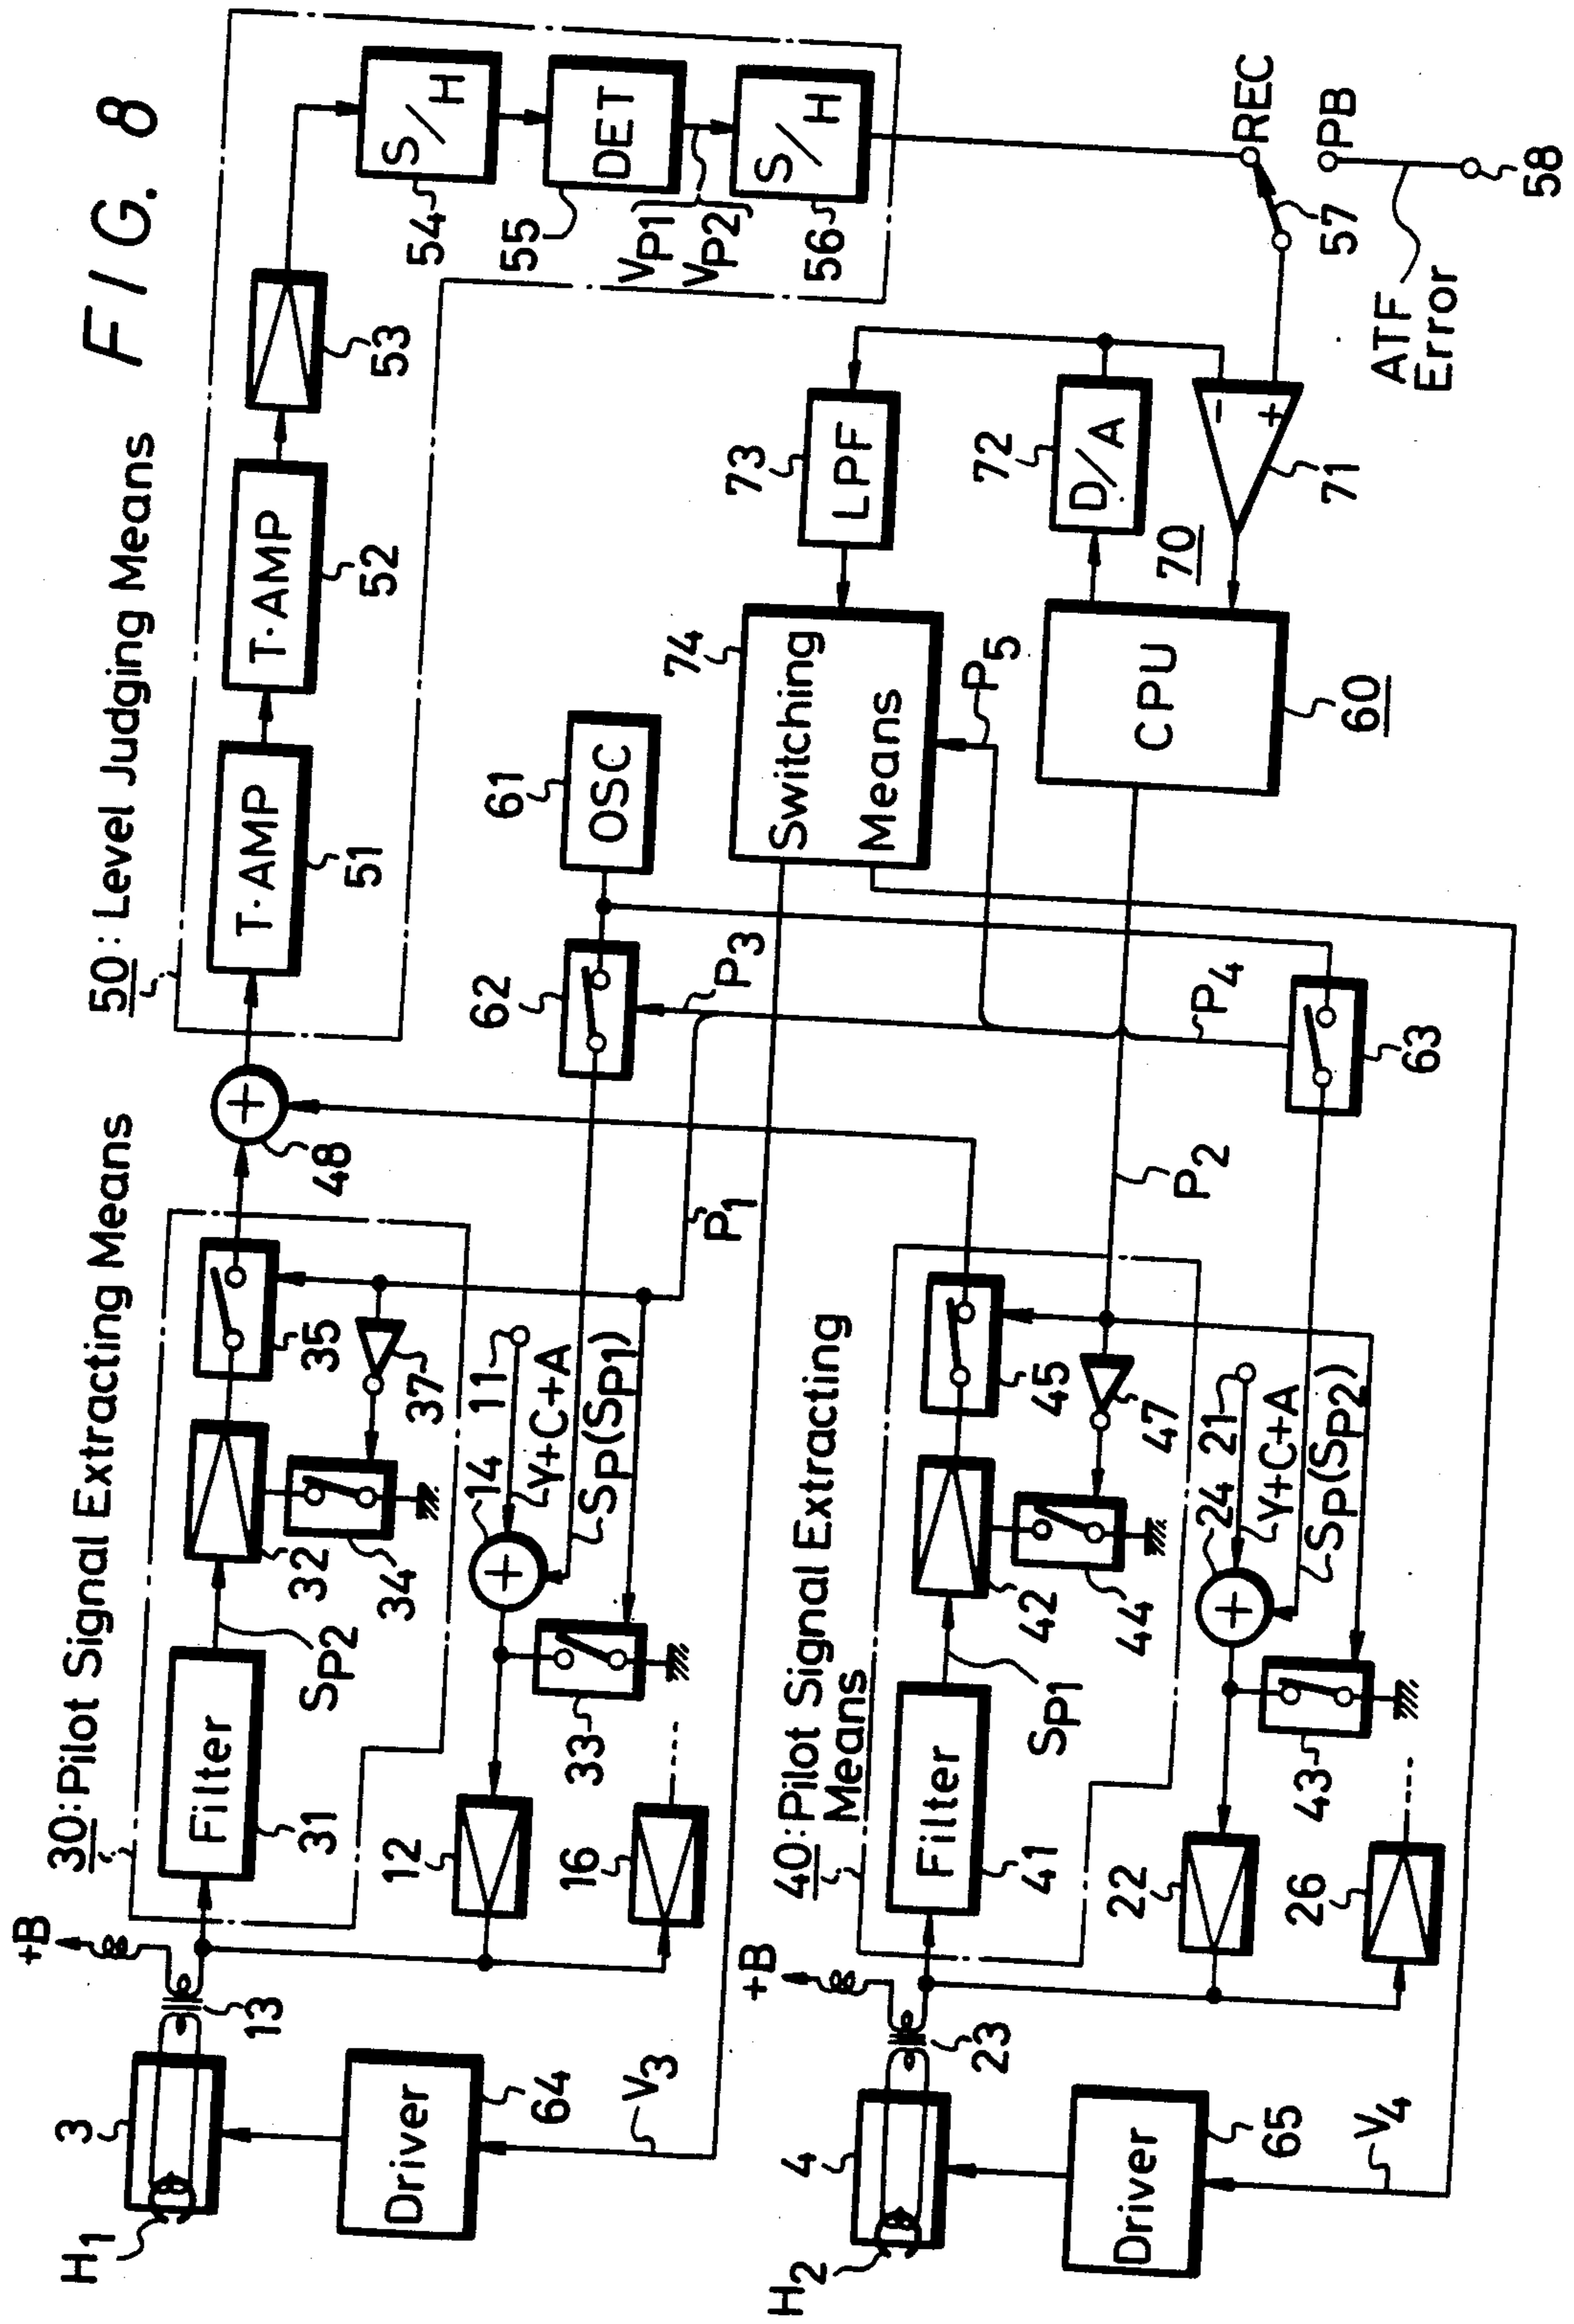 FIG. 8
50: Level Judging Means
T·AMP
51
T·AMP
52
53
S/H
54
DET
55
VP1
VP2
S/H
56
REC
PB
57
58
ATF
Error
30: Pilot Signal Extracting Means
+B
H1
3
13
Filter
31
SP2
32
34
35
37
48
Driver
64
V3
12
16
33
14
11
Y+C+A
SP(SP1)
P1
OSC
61
62
P3
Switching
Means
74
LPF
73
D/A
72
70
71
CPU
60
P5
P4
63
P2
40: Pilot Signal Extracting
Means
+B
H2
4
23
Filter
41
SP1
42
44
45
47
Driver
65
V4
22
26
43
24
21
Y+C+A
SP(SP2)